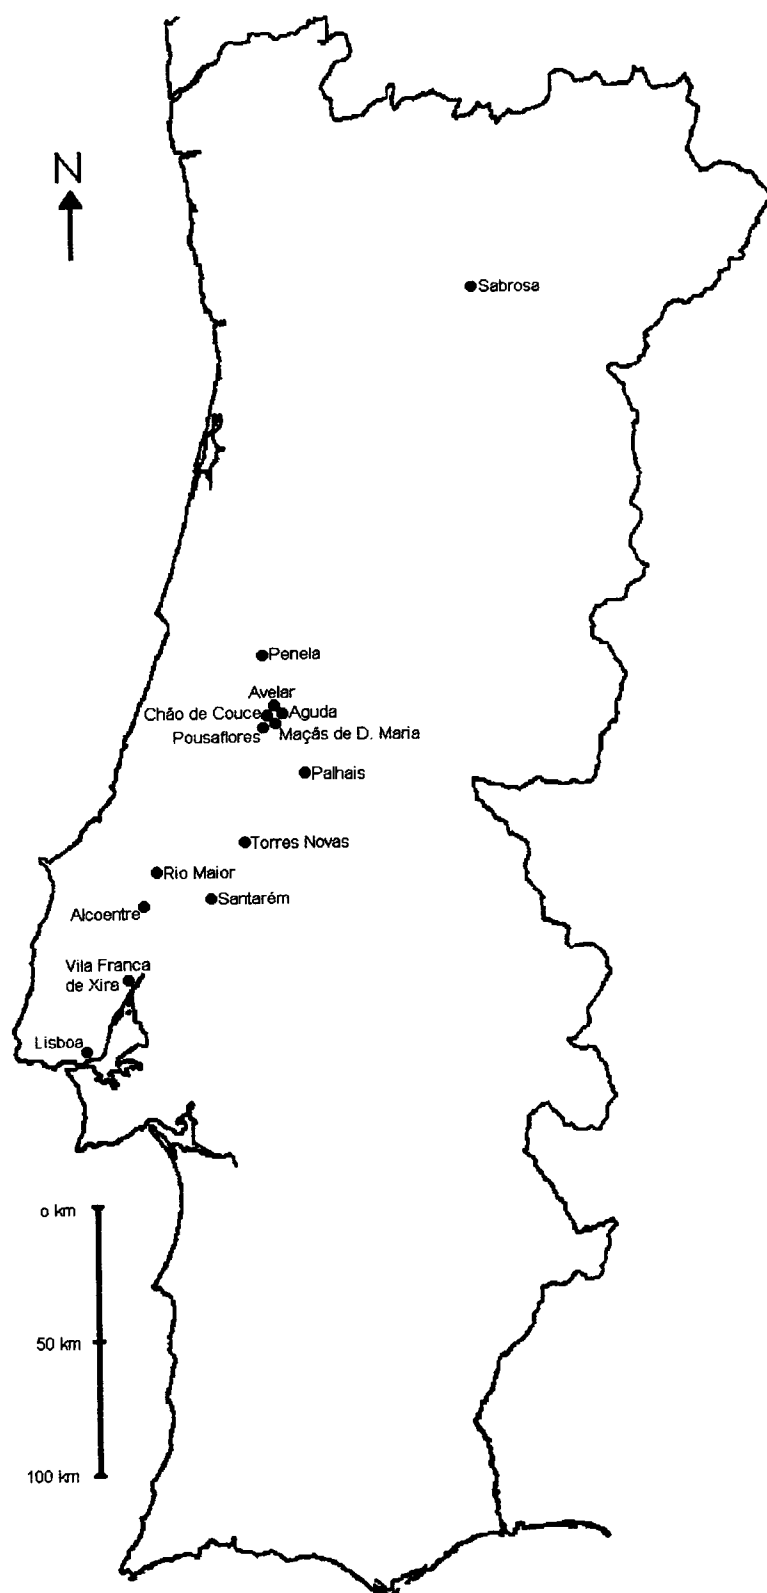 N
Sabrosa
Penela
Avelar
Chão de Couce
Aguda
Pousaflores
Maçãs de D. Maria
Palhais
Torres Novas
Rio Maior
Santarém
Alcoentre
Vila Franca
de Xira
Lisboa
o km
50 km
100 km